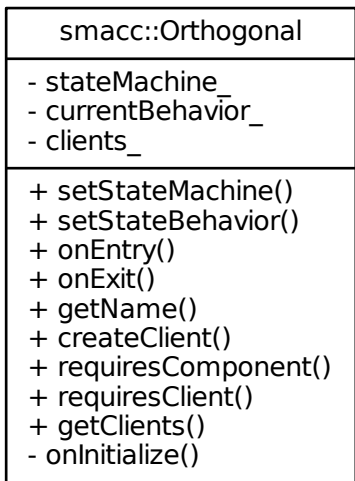 smacc::Orthogonal
- stateMachine_
- currentBehavior_
- clients_
+ setStateMachine()
+ setStateBehavior()
+ onEntry()
+ onExit()
+ getName()
+ createClient()
+ requiresComponent()
+ requiresClient()
+ getClients()
- onInitialize()